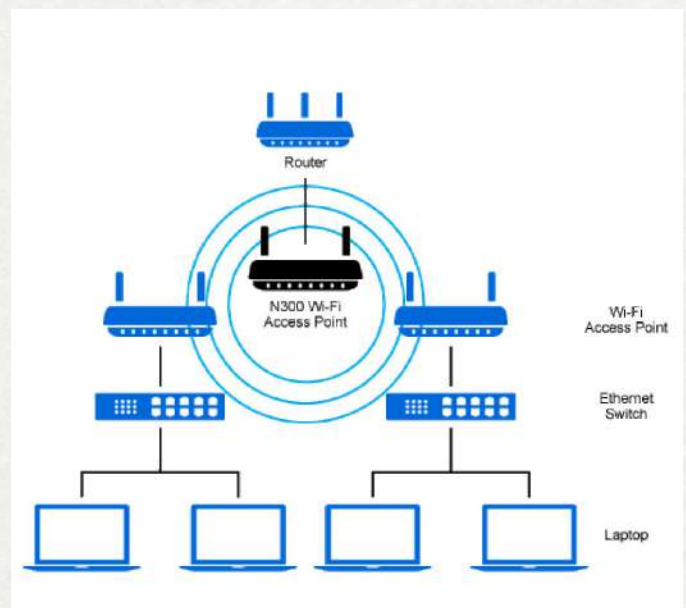 Router
N300 Wi-Fi
Access Point
Wi-Fi
Access Point
Ethernet
Switch
Laptop